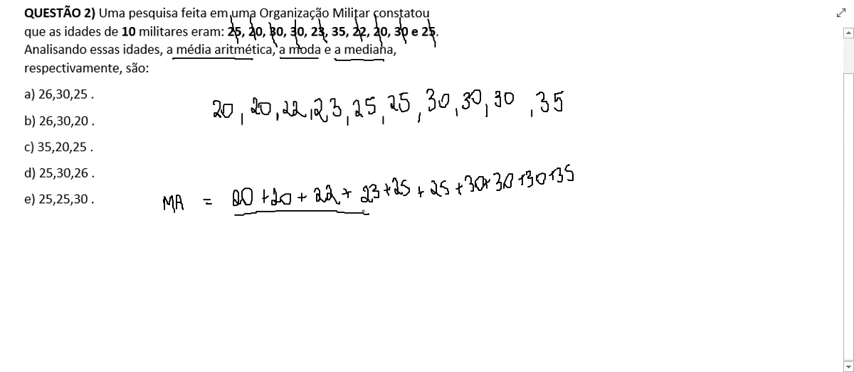 QUESTÃO 2) Uma pesquisa feita em uma Organização Militar constatou
que as idades de 10 militares eram: 25, 20, 30, 30, 23, 35, 22, 20, 30 e 25.
Analisando essas idades, a média aritmética, a moda e a mediana,
respectivamente, são:
a) 26,30,25 .
b) 26,30,20 .
c) 35,20,25 .
d) 25,30,26 .
e) 25,25,30 .
20, 20, 22, 23, 25, 25, 30, 30, 30, 35
MA = 20 + 20 + 22 + 23 + 25 + 25 + 30 + 30 + 30 + 35